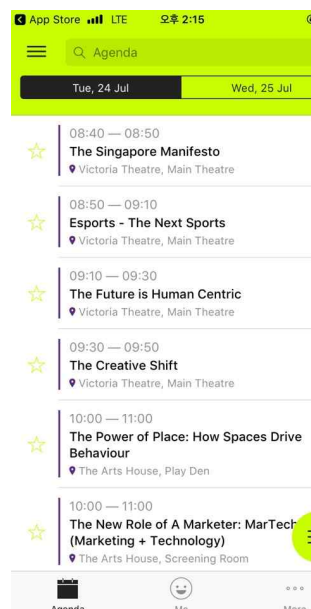 App Store LTE 오후 2:15
Agenda
Tue, 24 Jul Wed, 25 Jul
08:40 — 08:50
The Singapore Manifesto
Victoria Theatre, Main Theatre
08:50 — 09:10
Esports - The Next Sports
Victoria Theatre, Main Theatre
09:10 — 09:30
The Future is Human Centric
Victoria Theatre, Main Theatre
09:30 — 09:50
The Creative Shift
Victoria Theatre, Main Theatre
10:00 — 11:00
The Power of Place: How Spaces Drive
Behaviour
The Arts House, Play Den
10:00 — 11:00
The New Role of A Marketer: MarTech
(Marketing + Technology)
The Arts House, Screening Room
Agenda Me More